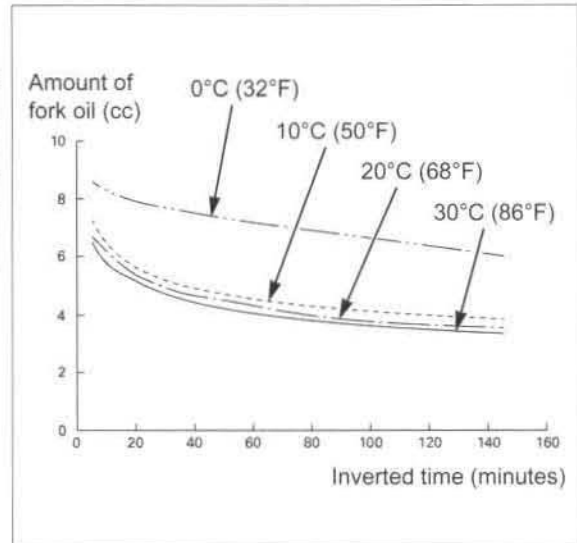 Amount of
fork oil (cc)
0°C (32°F)
10°C (50°F)
20°C (68°F)
30°C (86°F)
10
8
6
4
2
0
0 20 40 60 80 100 120 140 160
Inverted time (minutes)